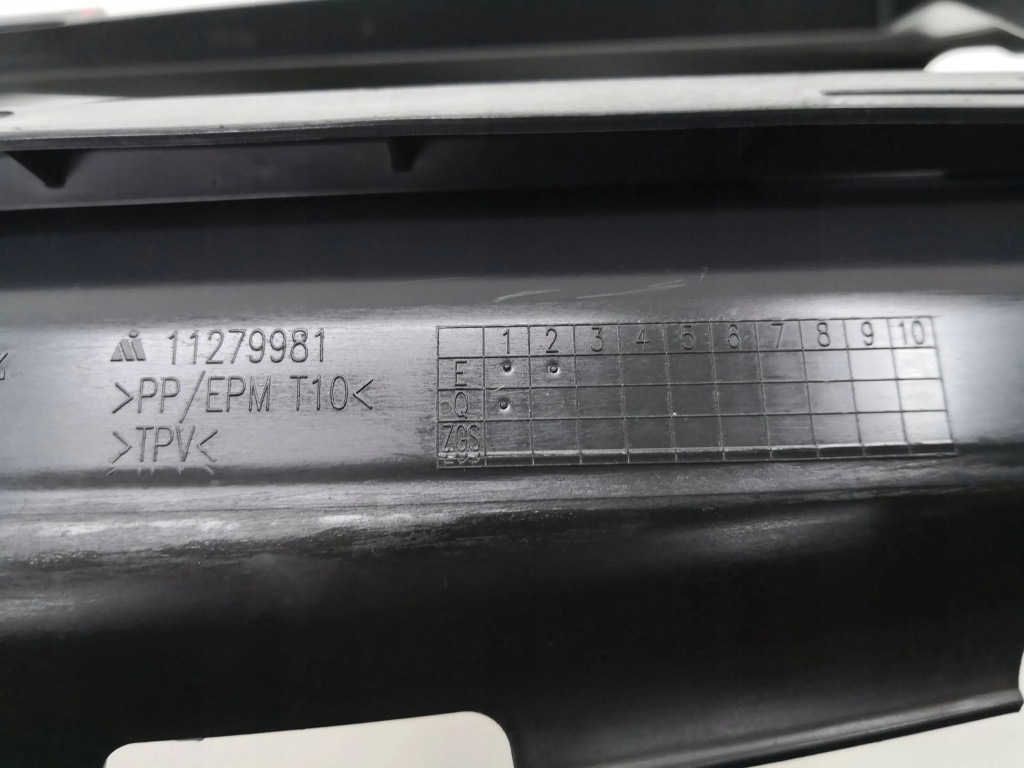 11279981
>PP/EPM T10<
>TPV<
1 2 3 4 5 6 7 8 9 10
E
Q
ZGS